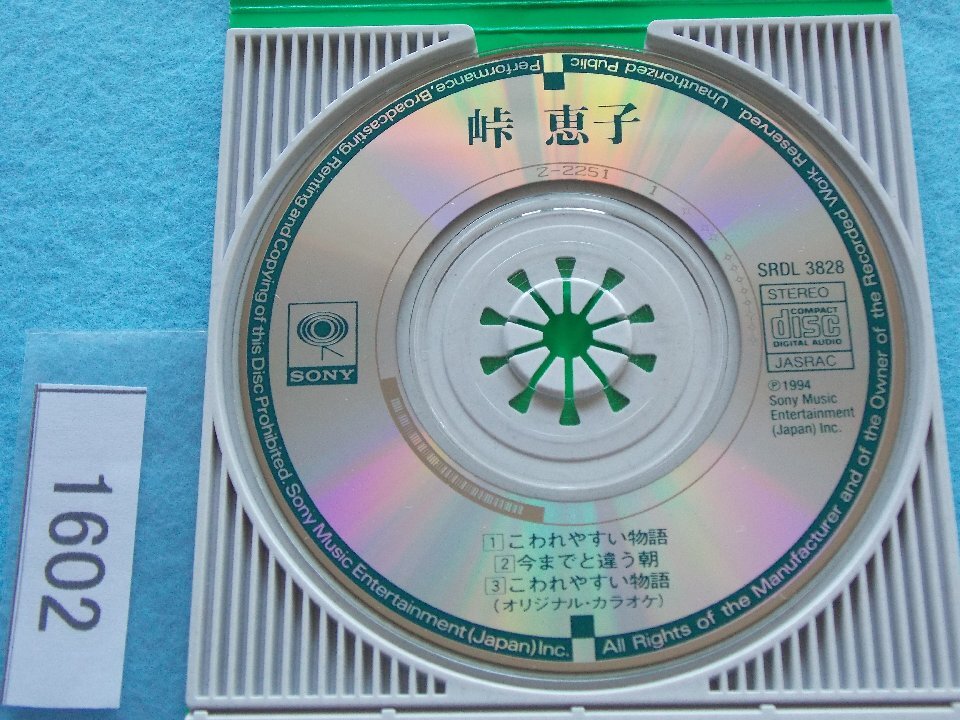 峠 恵子
Z-2251 1
SRDL 3828
STEREO
COMPACT
disc
DIGITAL AUDIO
JASRAC
Ⓟ1994
Sony Music
Entertainment
(Japan) Inc.
SONY
1 こわれやすい物語
2 今までと違う朝
3 こわれやすい物語
(オリジナル・カラオケ)
All Rights of the Manufacturer and of the Owner of the Recorded Work Reserved. Unauthorized Public
Performance, Broadcasting, Renting and Copying of this Disc Prohibited. Sony Music Entertainment (Japan) Inc.
1602